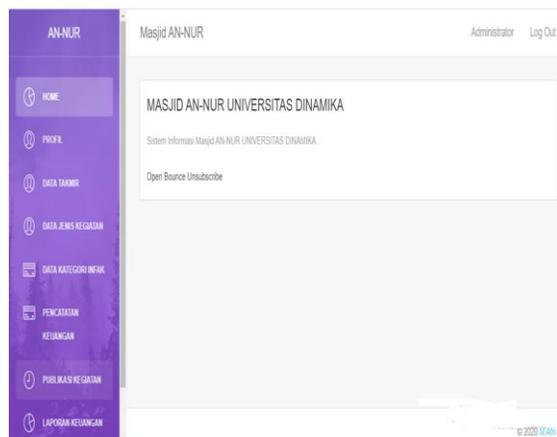 AN-NUR
Masjid AN-NUR
Administrator
Log Out
HOME
PROFIL
DATA TAKMIR
DATA JENIS KEGIATAN
DATA KATEGORI INFAK
PENCATATAN
KEUANGAN
PUBLIKASI KEGIATAN
LAPORAN KEUANGAN
MASJID AN-NUR UNIVERSITAS DINAMIKA
Sistem Informasi Masjid AN-NUR UNIVERSITAS DINAMIKA.
Open Bounce Unsubscribe
© 2020